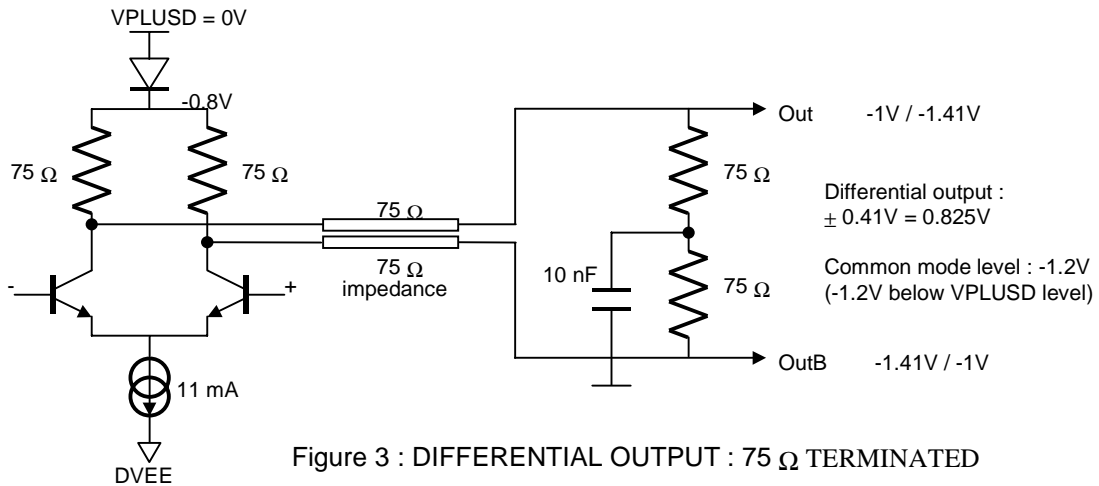 VPLUSD = 0V
-0.8V
75 Ω
75 Ω
75 Ω
75 Ω
impedance
-
+
11 mA
DVEE
10 nF
75 Ω
75 Ω
Out -1V / -1.41V
Differential output :
± 0.41V = 0.825V
Common mode level : -1.2V
(-1.2V below VPLUSD level)
OutB -1.41V / -1V
Figure 3 : DIFFERENTIAL OUTPUT : 75 Ω TERMINATED